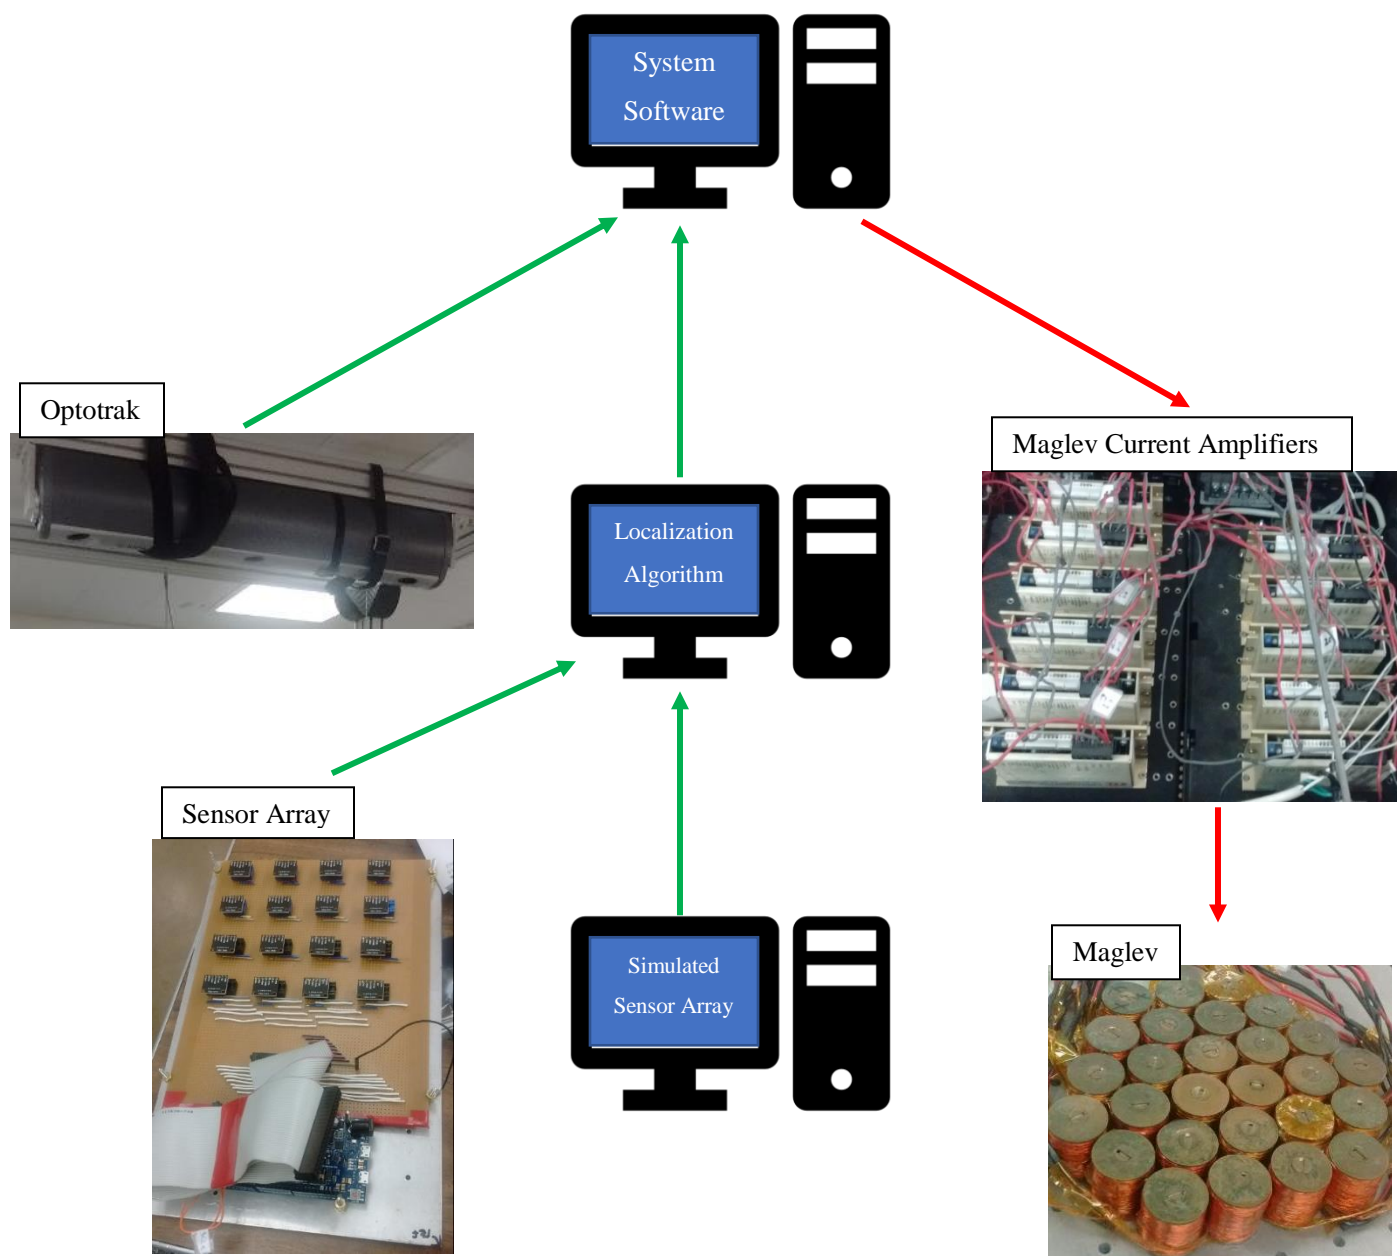 System
Software
Optotrak
Maglev Current Amplifiers
Localization
Algorithm
Sensor Array
Simulated
Sensor Array
Maglev